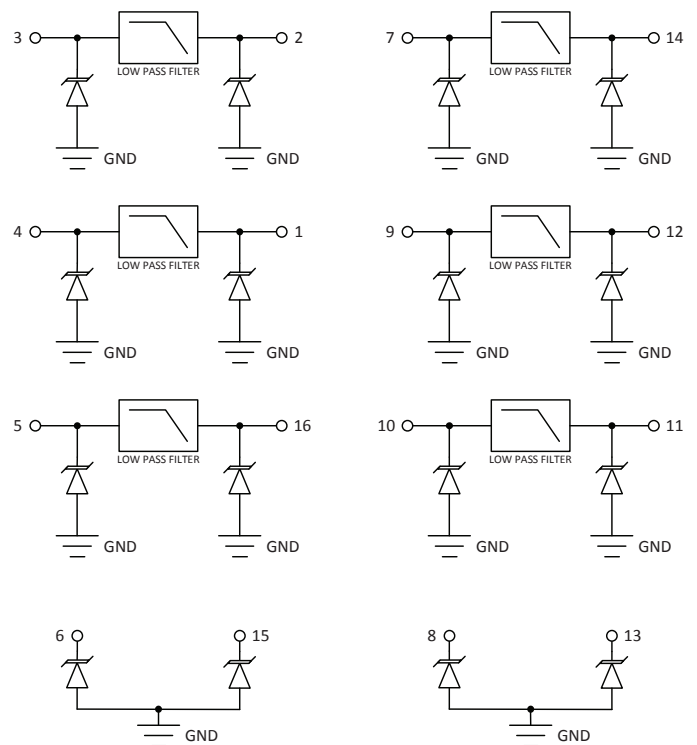 3 2 7 14
LOW PASS FILTER LOW PASS FILTER
GND GND GND GND
4 1 9 12
LOW PASS FILTER LOW PASS FILTER
GND GND GND GND
5 16 10 11
LOW PASS FILTER LOW PASS FILTER
GND GND GND GND
6 15 8 13
GND GND